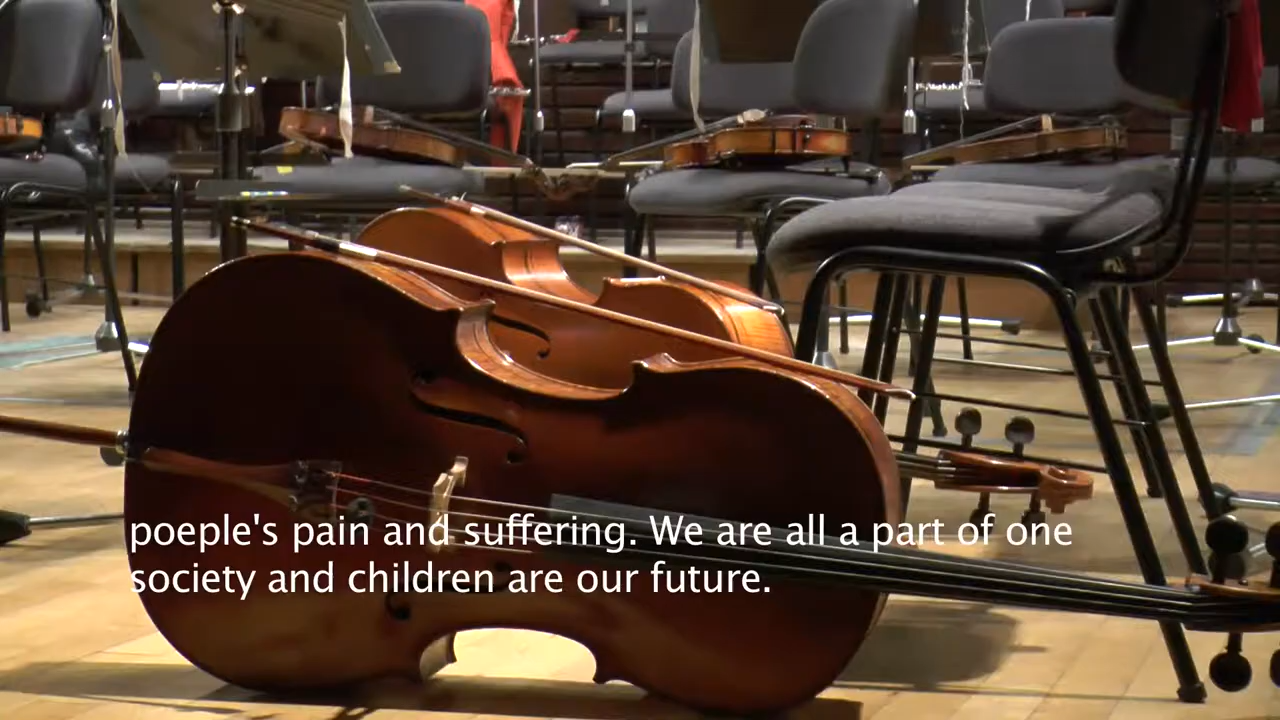 poeple's pain and suffering. We are all a part of one
society and children are our future.